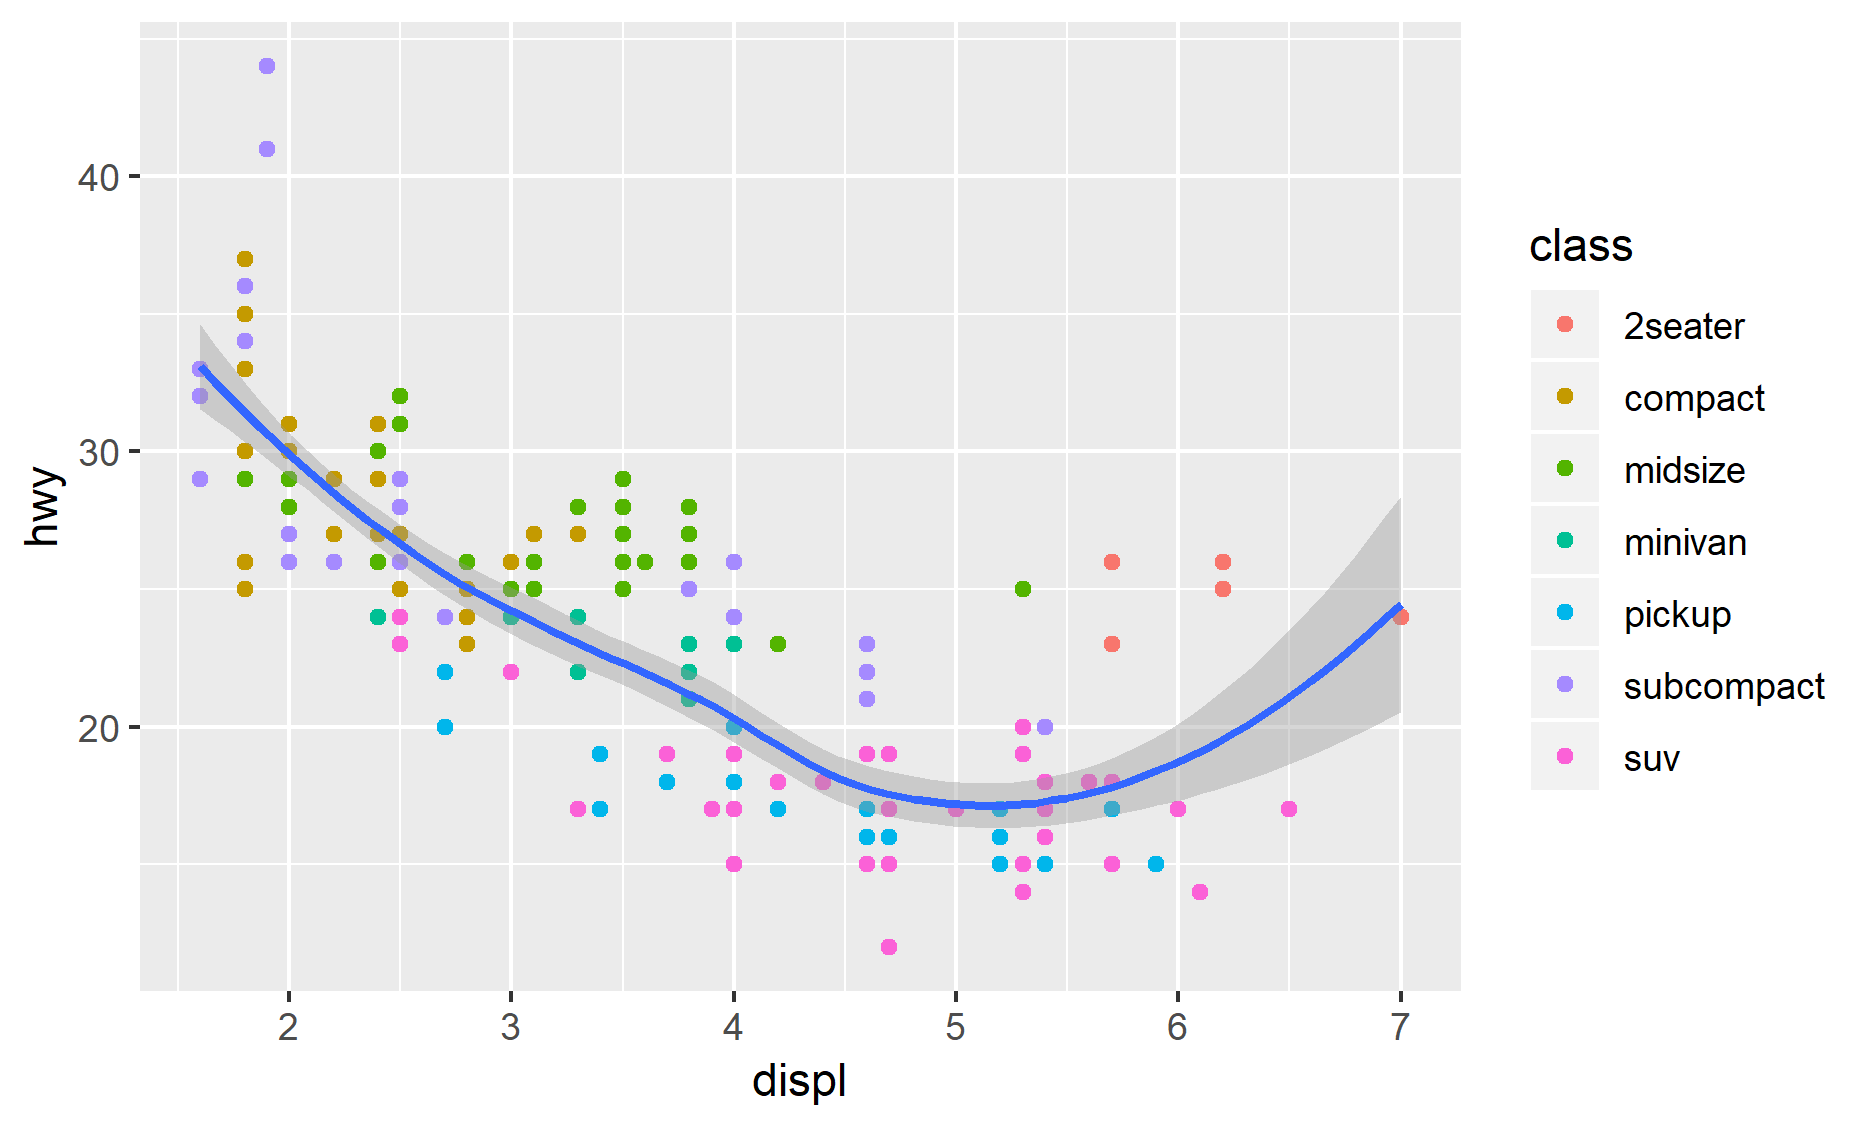 hwy
40
30
20
2 3 4 5 6 7
displ
class
2seater
compact
midsize
minivan
pickup
subcompact
suv